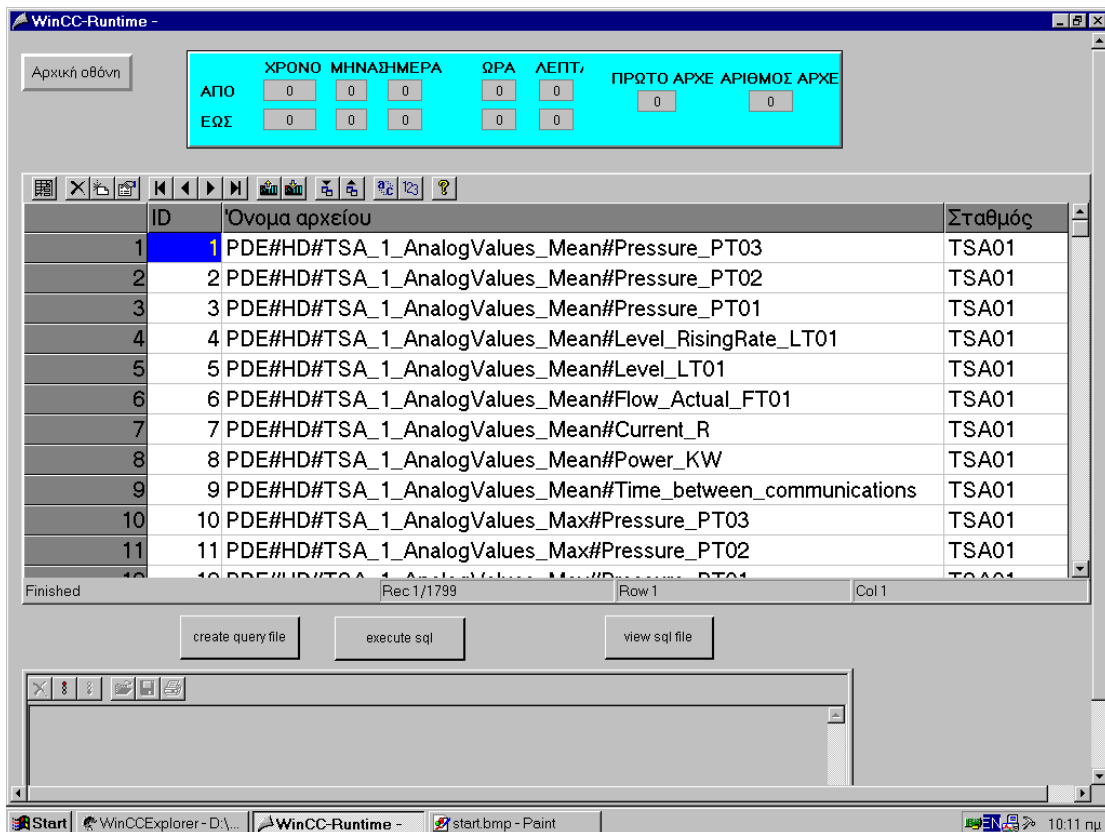 WinCC-Runtime -
Αρχική οθόνη
ΧΡΟΝΟ ΜΗΝΑΣ ΗΜΕΡΑ ΩΡΑ ΛΕΠΤΑ ΠΡΩΤΟ ΑΡΧΕ ΑΡΙΘΜΟΣ ΑΡΧΕ
ΑΠΟ 0 0 0 0 0 0 0
ΕΩΣ 0 0 0 0 0
ID Όνομα αρχείου Σταθμός
1 1 PDE#HD#TSA_1_AnalogValues_Mean#Pressure_PT03 TSA01
2 2 PDE#HD#TSA_1_AnalogValues_Mean#Pressure_PT02 TSA01
3 3 PDE#HD#TSA_1_AnalogValues_Mean#Pressure_PT01 TSA01
4 4 PDE#HD#TSA_1_AnalogValues_Mean#Level_RisingRate_LT01 TSA01
5 5 PDE#HD#TSA_1_AnalogValues_Mean#Level_LT01 TSA01
6 6 PDE#HD#TSA_1_AnalogValues_Mean#Flow_Actual_FT01 TSA01
7 7 PDE#HD#TSA_1_AnalogValues_Mean#Current_R TSA01
8 8 PDE#HD#TSA_1_AnalogValues_Mean#Power_KW TSA01
9 9 PDE#HD#TSA_1_AnalogValues_Mean#Time_between_communications TSA01
10 10 PDE#HD#TSA_1_AnalogValues_Max#Pressure_PT03 TSA01
11 11 PDE#HD#TSA_1_AnalogValues_Max#Pressure_PT02 TSA01
Finished Rec 1/1799 Row 1 Col 1
create query file execute sql view sql file
Start WinCCExplorer - D:\... WinCC-Runtime - start.bmp - Paint EN 10:11 πμ